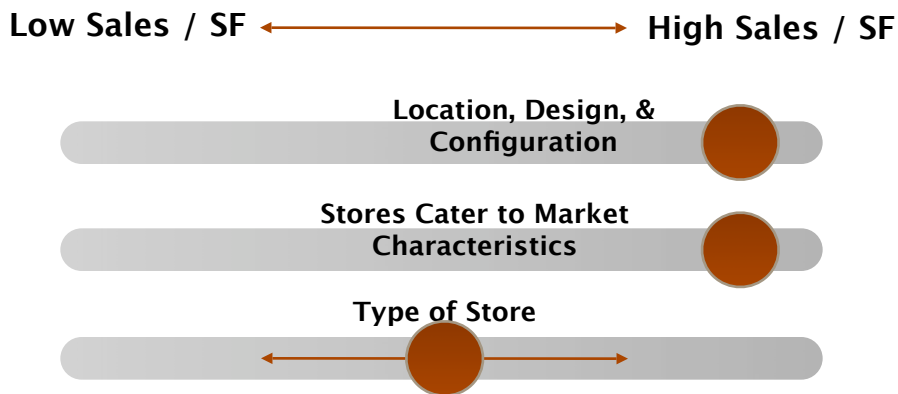 Low Sales / SF
High Sales / SF
Location, Design, &
Configuration
Stores Cater to Market
Characteristics
Type of Store